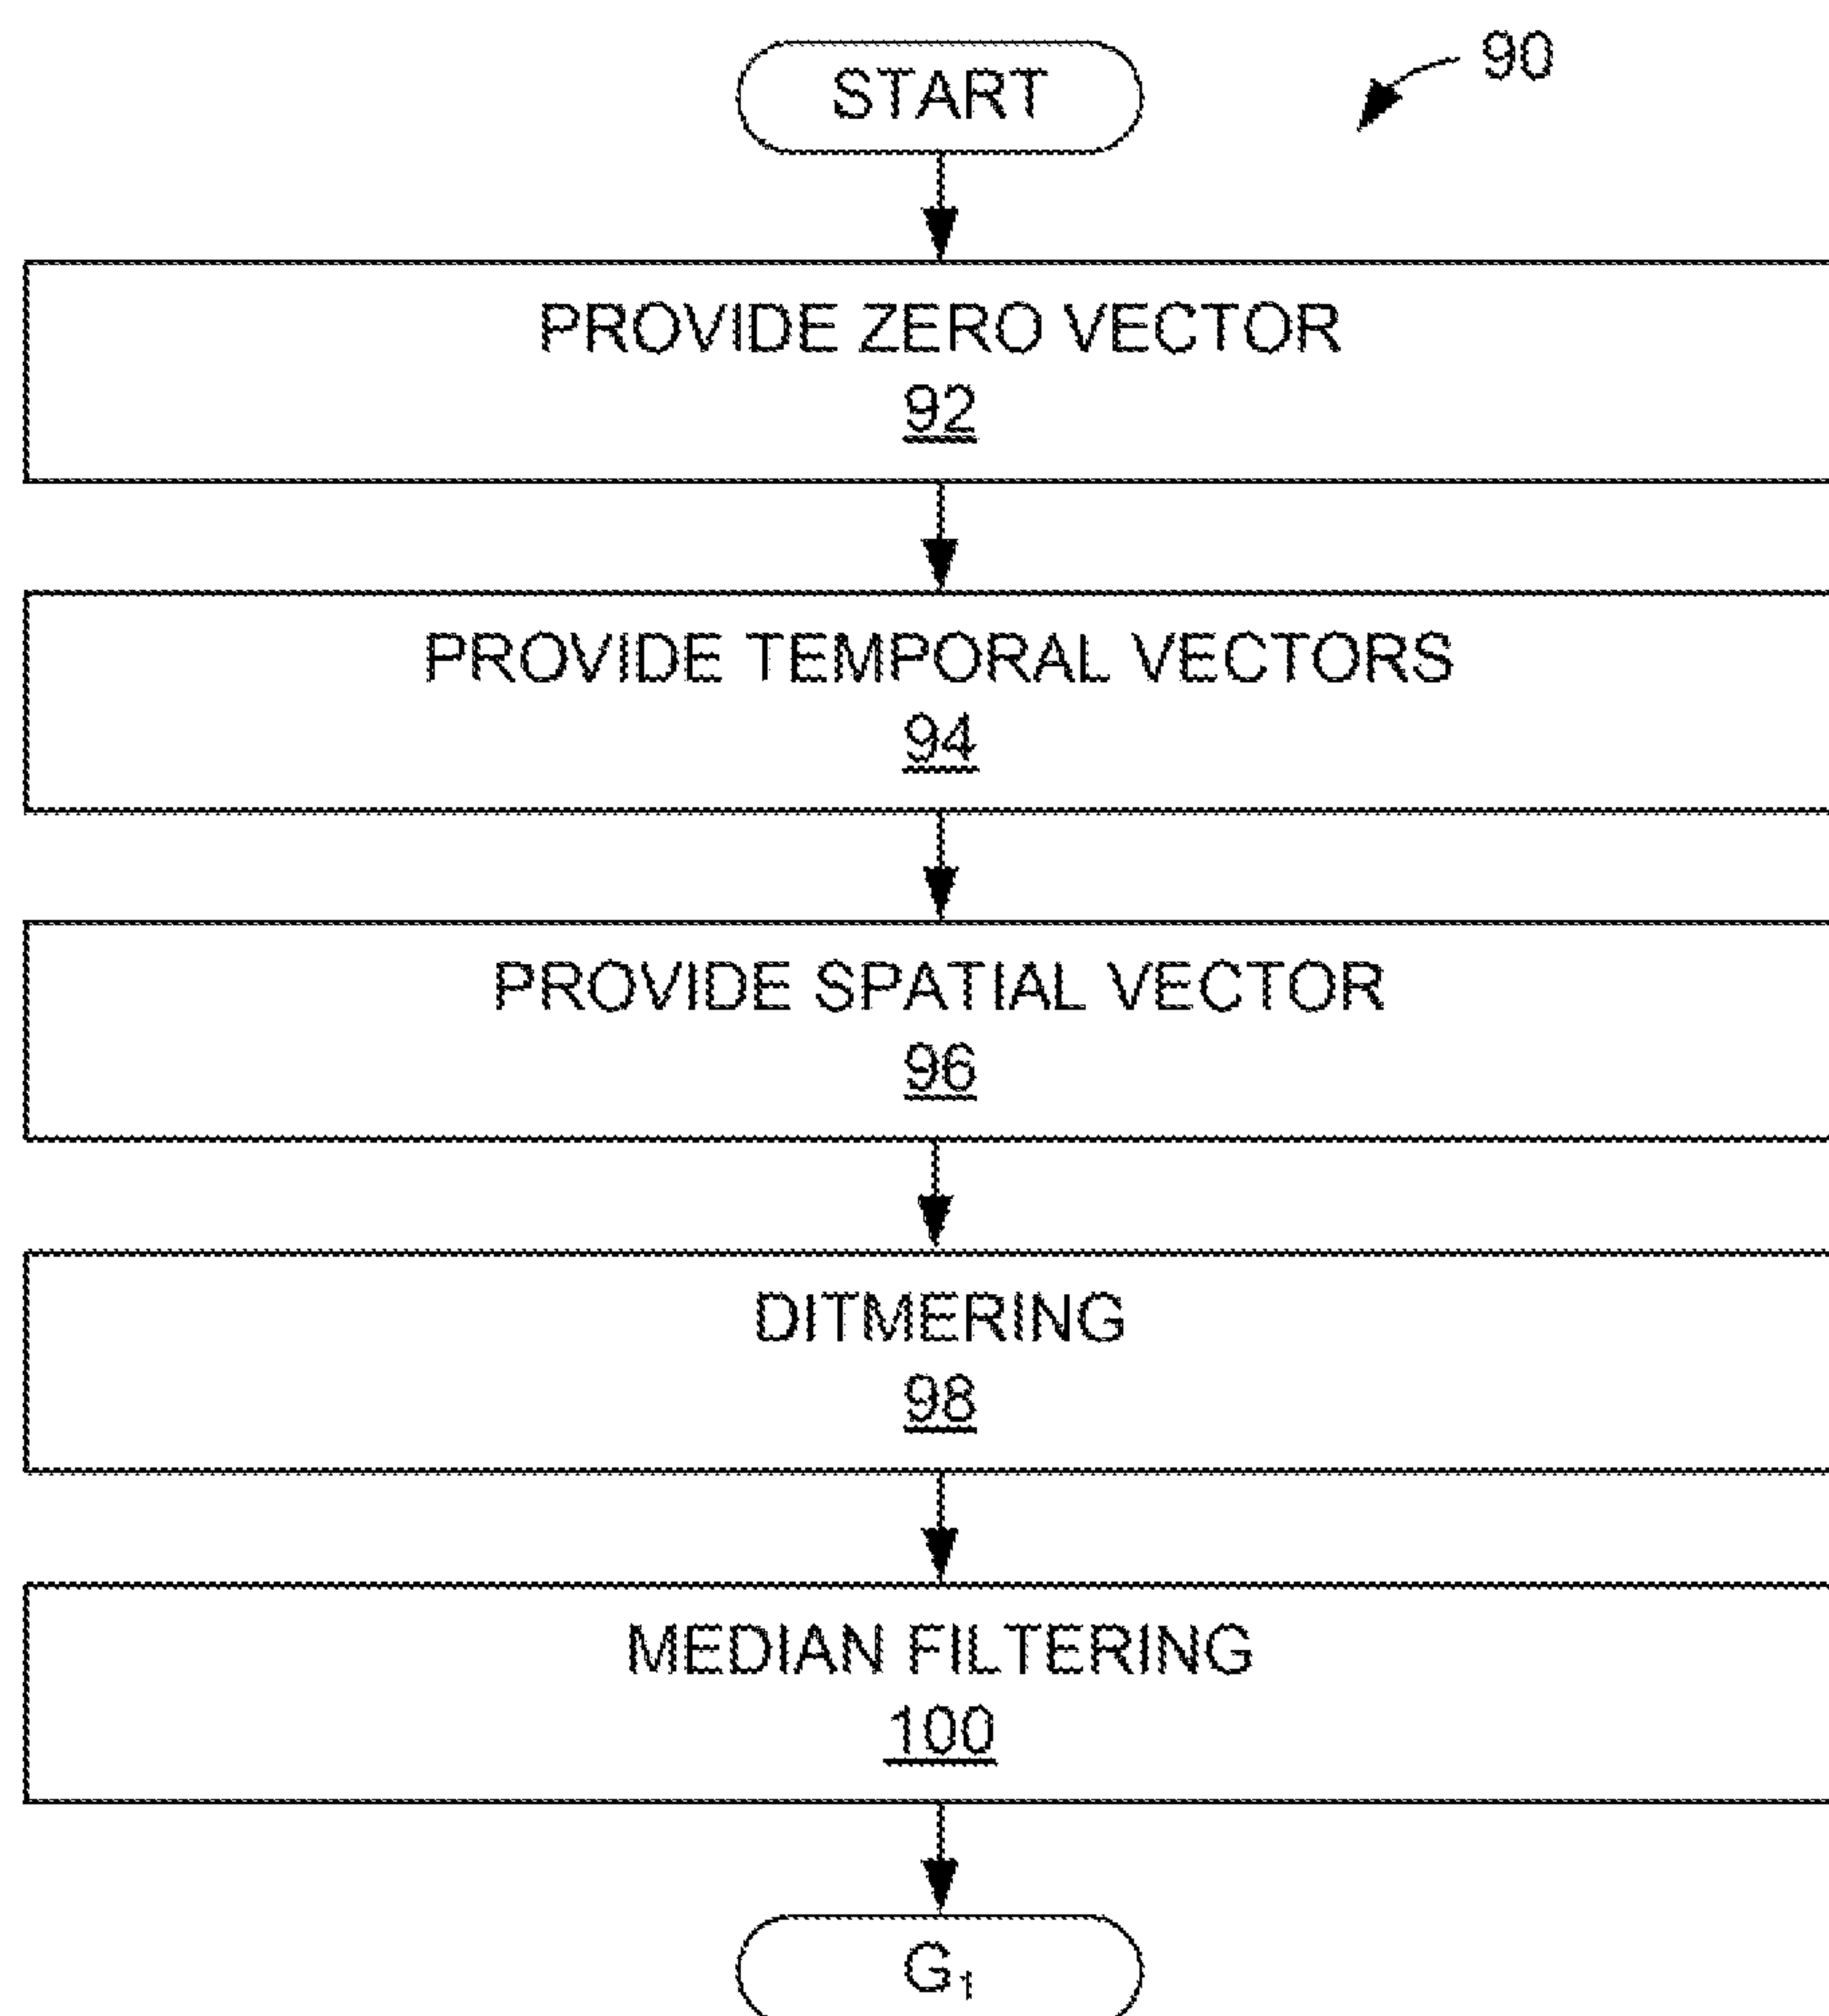 START
90
PROVIDE ZERO VECTOR
92
PROVIDE TEMPORAL VECTORS
94
PROVIDE SPATIAL VECTOR
96
DITMERING
98
MEDIAN FILTERING
100
G₁